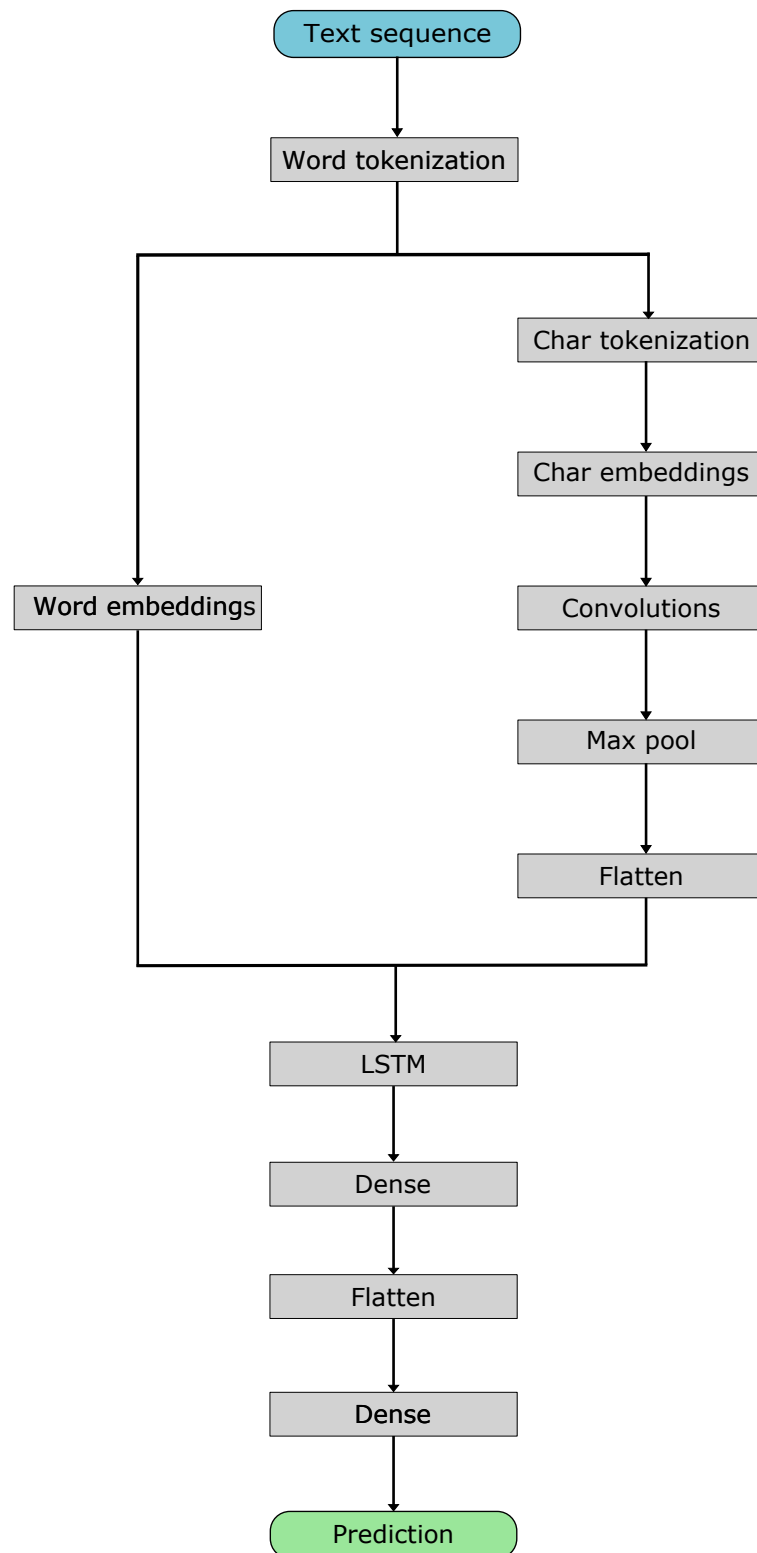 Text sequence
Word tokenization
Char tokenization
Char embeddings
Word embeddings
Convolutions
Max pool
Flatten
LSTM
Dense
Flatten
Dense
Prediction